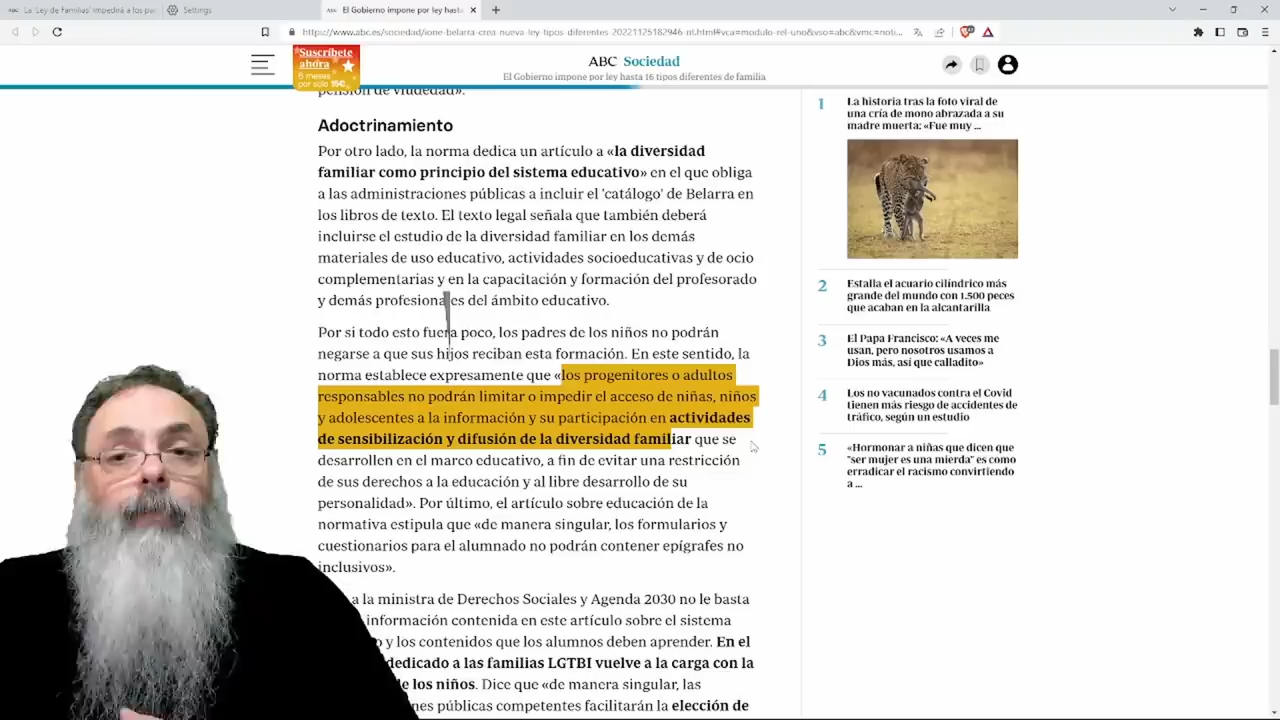 La 'Ley de Familias' impedirá a los pa
Settings
El Gobierno impone por ley hasta
https://www.abc.es/sociedad/ione-belarra-crea-nueva-ley-tipos-diferentes-20221125182946-nt.html#vca=modulo-rel-uno&vso=abc&vmc=noti...
Suscríbete
ahora
6 meses
por solo 15€
ABC Sociedad
El Gobierno impone por ley hasta 16 tipos diferentes de familia
pensión de viudedad».
Adoctrinamiento
Por otro lado, la norma dedica un artículo a «la diversidad
familiar como principio del sistema educativo» en el que obliga
a las administraciones públicas a incluir el 'catálogo' de Belarra en
los libros de texto. El texto legal señala que también deberá
incluirse el estudio de la diversidad familiar en los demás
materiales de uso educativo, actividades socioeducativas y de ocio
complementarias y en la capacitación y formación del profesorado
y demás profesionales del ámbito educativo.
Por si todo esto fuera poco, los padres de los niños no podrán
negarse a que sus hijos reciban esta formación. En este sentido, la
norma establece expresamente que «los progenitores o adultos
responsables no podrán limitar o impedir el acceso de niñas, niños
y adolescentes a la información y su participación en actividades
de sensibilización y difusión de la diversidad familiar que se
desarrollen en el marco educativo, a fin de evitar una restricción
de sus derechos a la educación y al libre desarrollo de su
personalidad». Por último, el artículo sobre educación de la
normativa estipula que «de manera singular, los formularios y
cuestionarios para el alumnado no podrán contener epígrafes no
inclusivos».
a la ministra de Derechos Sociales y Agenda 2030 no le basta
información contenida en este artículo sobre el sistema
y los contenidos que los alumnos deben aprender. En el
dedicado a las familias LGTBI vuelve a la carga con la
de los niños. Dice que «de manera singular, las
públicas competentes facilitarán la elección de
1
La historia tras la foto viral de
una cría de mono abrazada a su
madre muerta: «Fue muy ...
2
Estalla el acuario cilíndrico más
grande del mundo con 1.500 peces
que acaban en la alcantarilla
3
El Papa Francisco: «A veces me
usan, pero nosotros usamos a
Dios más, así que calladito»
4
Los no vacunados contra el Covid
tienen más riesgo de accidentes de
tráfico, según un estudio
5
«Hormonar a niñas que dicen que
"ser mujer es una mierda" es como
erradicar el racismo convirtiendo
a ...